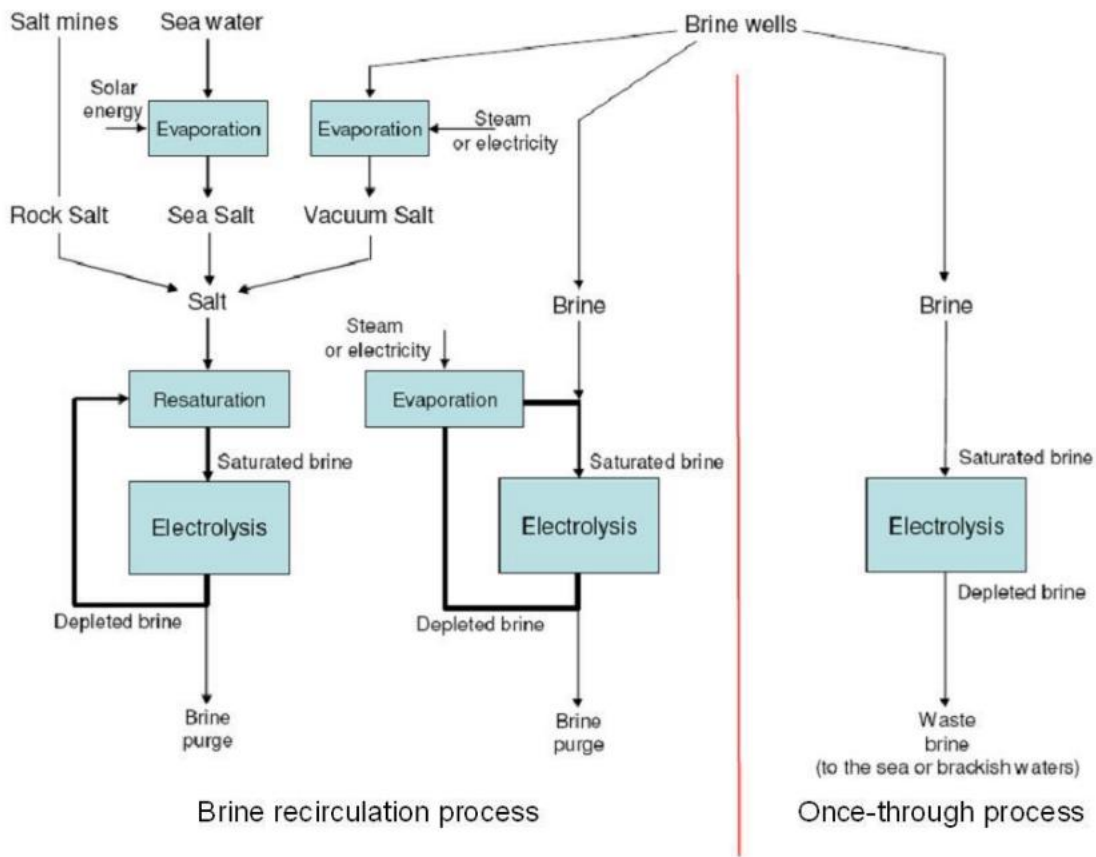 Salt mines
Sea water
Brine wells
Solar
energy
Evaporation
Evaporation
Steam
or electricity
Rock Salt
Sea Salt
Vacuum Salt
Salt
Brine
Brine
Steam
or electricity
Resaturation
Evaporation
Saturated brine
Saturated brine
Saturated brine
Electrolysis
Electrolysis
Electrolysis
Depleted brine
Depleted brine
Depleted brine
Brine
purge
Brine
purge
Waste
brine
(to the sea or brackish waters)
Brine recirculation process
Once-through process